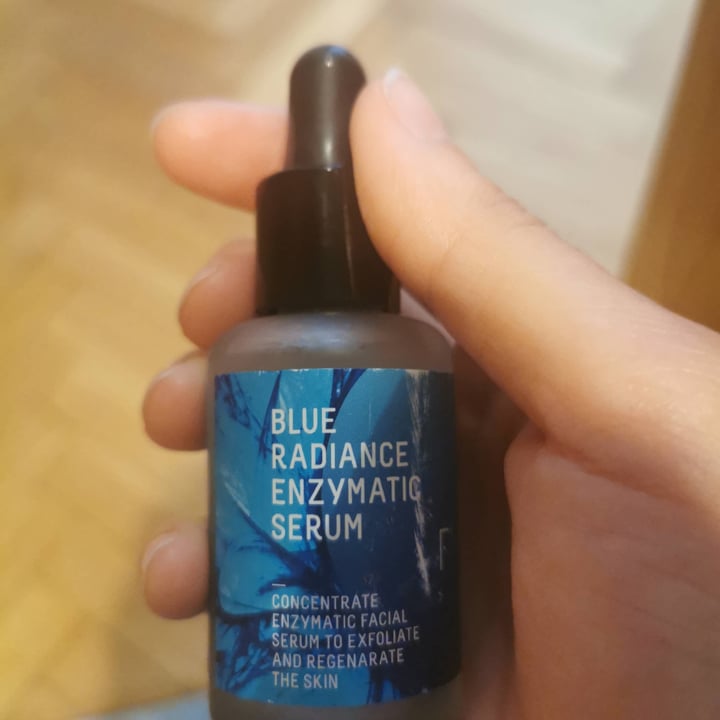 BLUE
RADIANCE
ENZYMATIC
SERUM
CONCENTRATE
ENZYMATIC FACIAL
SERUM TO EXFOLIATE
AND REGENARATE
THE SKIN